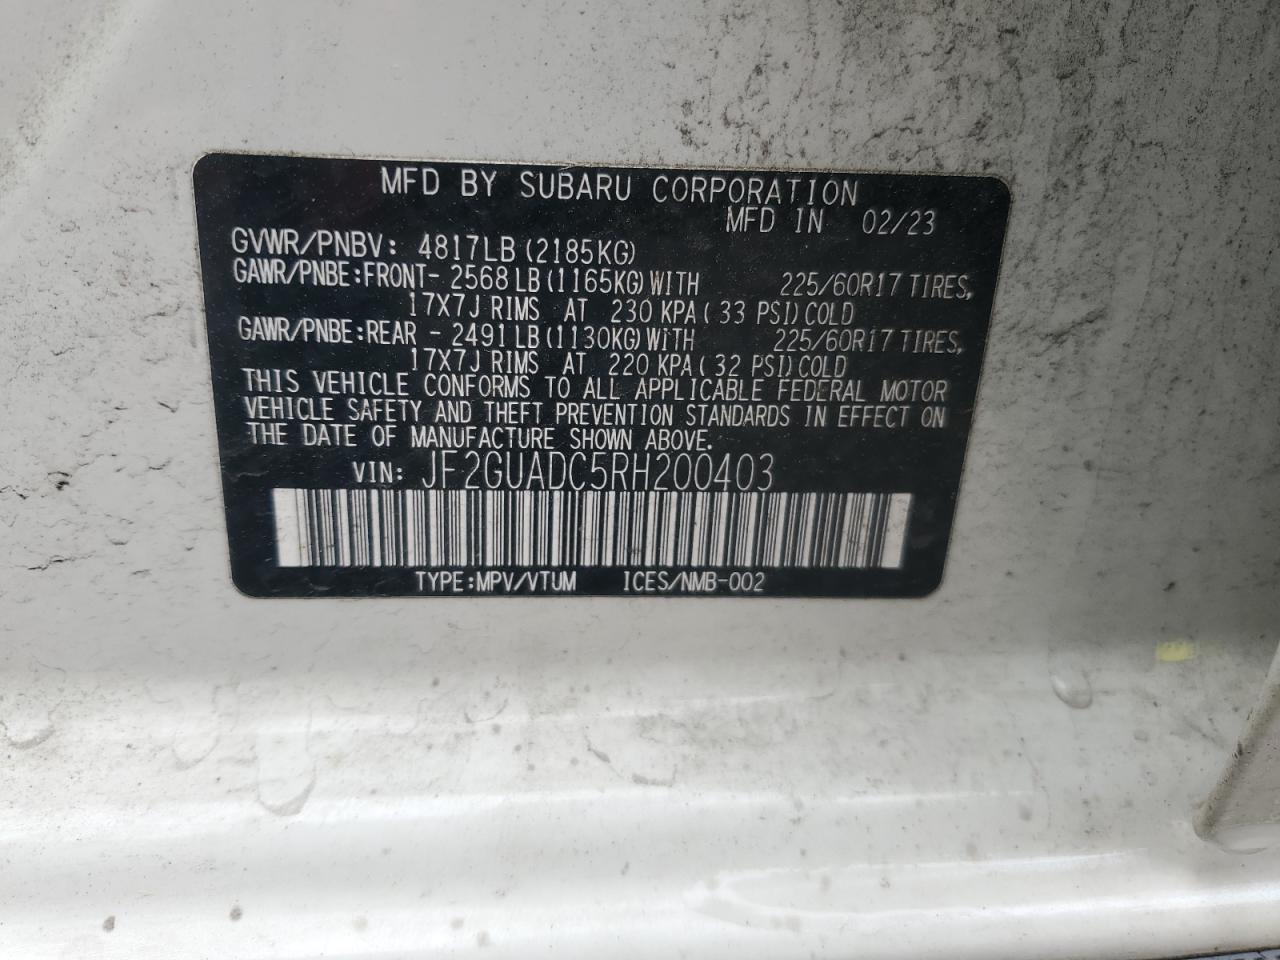 MFD BY SUBARU CORPORATION
MFD IN 02/23
GVWR/PNBV: 4817LB (2185KG)
GAWR/PNBE:FRONT- 2568 LB (1165KG) WITH 225/60R17 TIRES,
17X7J RIMS AT 230 KPA ( 33 PSI) COLD
GAWR/PNBE:REAR - 2491 LB (1130KG) WITH 225/60R17 TIRES,
17X7J RIMS AT 220 KPA ( 32 PSI) COLD
THIS VEHICLE CONFORMS TO ALL APPLICABLE FEDERAL MOTOR
VEHICLE SAFETY AND THEFT PREVENTION STANDARDS IN EFFECT ON
THE DATE OF MANUFACTURE SHOWN ABOVE.
VIN: JF2GUADC5RH200403
TYPE:MPV/VTUM ICES/NMB-002